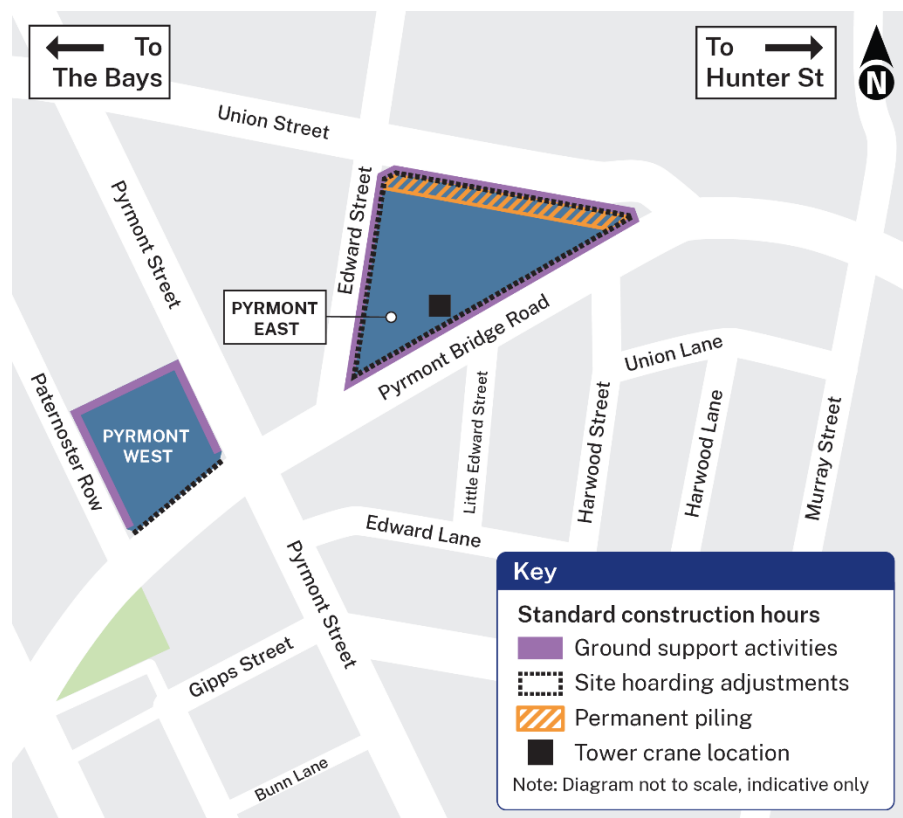 To
The Bays
To
Hunter St
N
Union Street
Pyrmont Street
Edward Street
PYRMONT
EAST
Pyrmont Bridge Road
Union Lane
Paternoster Row
PYRMONT
WEST
Little Edward Street
Harwood Street
Harwood Lane
Murray Street
Edward Lane
Pyrmont Street
Gipps Street
Bunn Lane
Key
Standard construction hours
Ground support activities
Site hoarding adjustments
Permanent piling
Tower crane location
Note: Diagram not to scale, indicative only